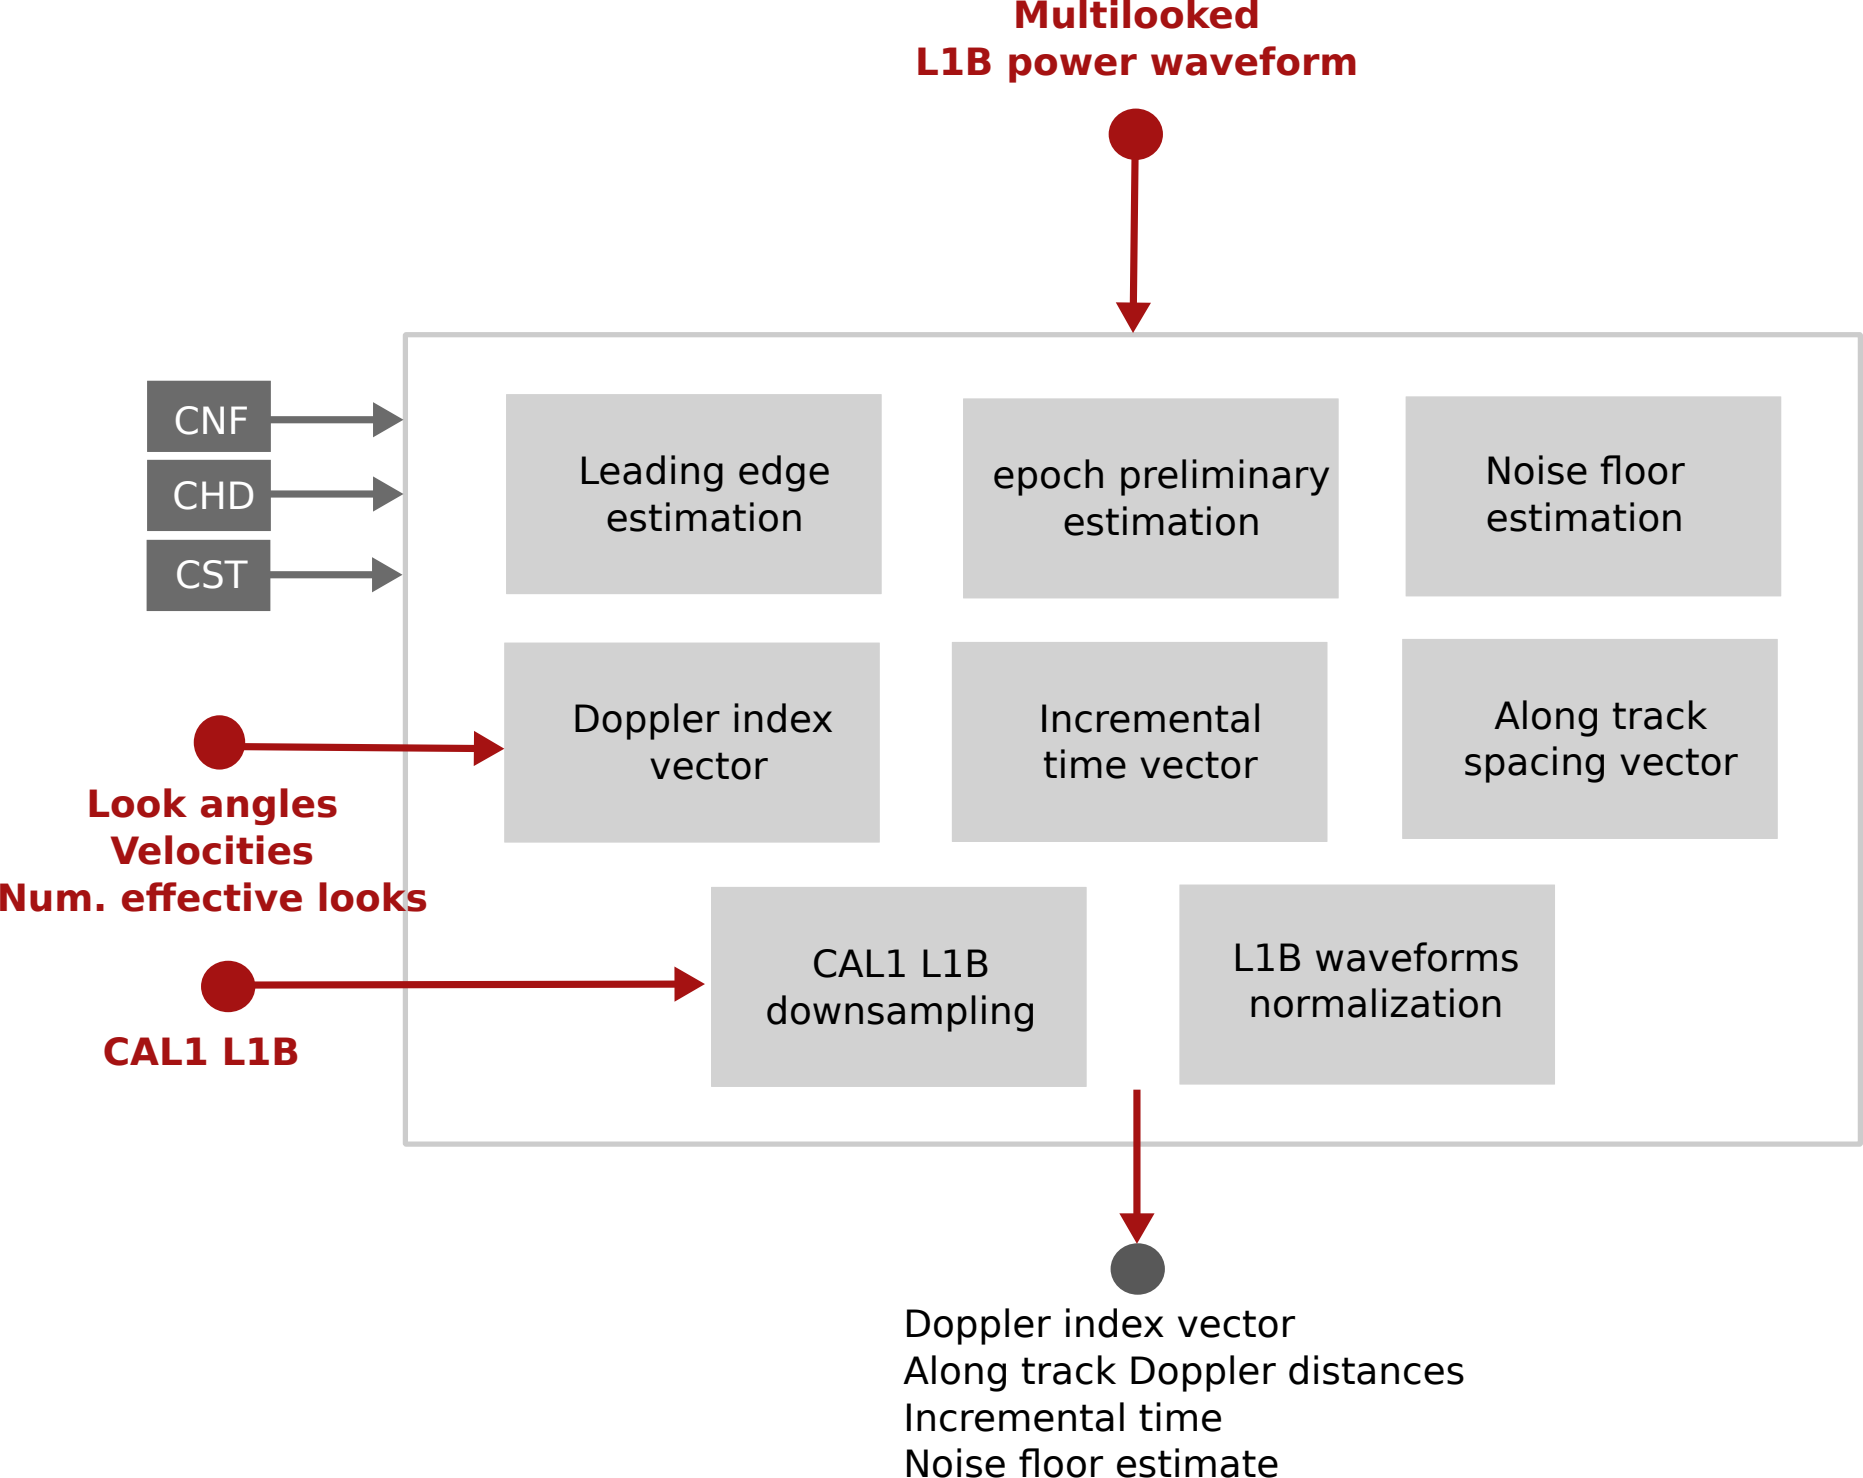 Multilooked
L1B power waveform
CNF
CHD
CST
Leading edge
estimation
epoch preliminary
estimation
Noise floor
estimation
Doppler index
vector
Incremental
time vector
Along track
spacing vector
Look angles
Velocities
Num. effective looks
CAL1 L1B
downsampling
L1B waveforms
normalization
CAL1 L1B
Doppler index vector
Along track Doppler distances
Incremental time
Noise floor estimate